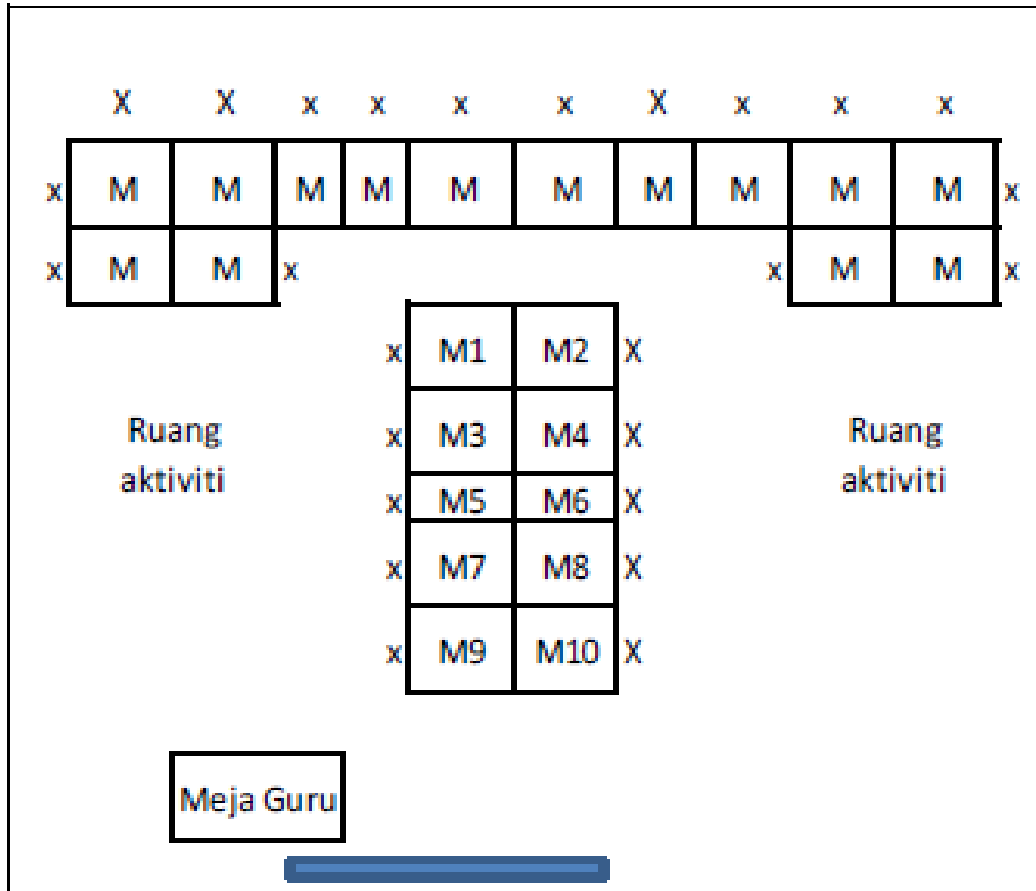 X X x x x x X x x x
x M M M M M M M M M M x
x M M x x M M x
x M1 M2 X
x M3 M4 X
Ruang Ruang
aktiviti aktiviti
x M5 M6 X
x M7 M8 X
x M9 M10 X
Meja Guru